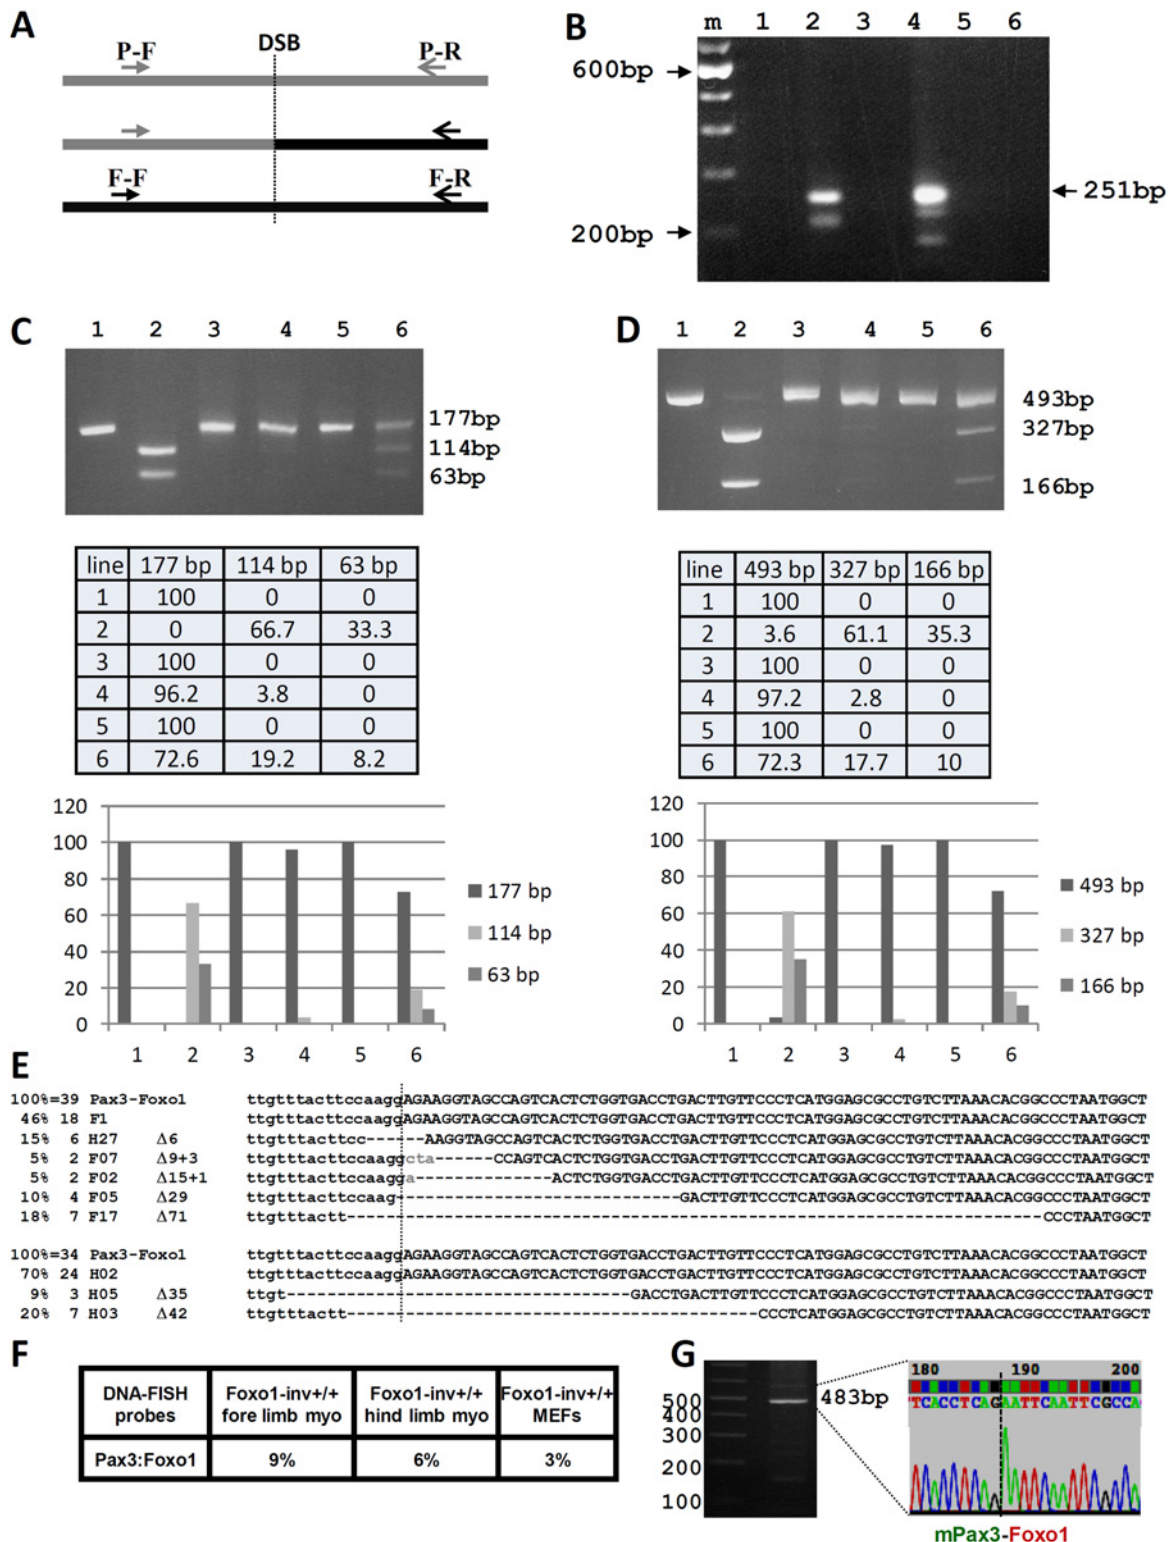 A
P-F
DSB
P-R
F-F
F-R
B
m 1 2 3 4 5 6
600bp
200bp
251bp
C
1 2 3 4 5 6
177bp
114bp
63bp
line 177 bp 114 bp 63 bp
1 100 0 0
2 0 66.7 33.3
3 100 0 0
4 96.2 3.8 0
5 100 0 0
6 72.6 19.2 8.2
120
100
80
60
40
20
0
1 2 3 4 5 6
177 bp
114 bp
63 bp
D
1 2 3 4 5 6
493bp
327bp
166bp
line 493 bp 327 bp 166 bp
1 100 0 0
2 3.6 61.1 35.3
3 100 0 0
4 97.2 2.8 0
5 100 0 0
6 72.3 17.7 10
120
100
80
60
40
20
0
1 2 3 4 5 6
493 bp
327 bp
166 bp
E
100%=39 Pax3-Foxo1 ttgtttacttccaaggAGAAGGTAGCCAGTCACTCTGGTGACCTGACTTGTTCCCTCATGGAGCGCCTGTCTTAAACACGGCCCTAATGGCT
46% 18 F1 ttgtttacttccaaggAGAAGGTAGCCAGTCACTCTGGTGACCTGACTTGTTCCCTCATGGAGCGCCTGTCTTAAACACGGCCCTAATGGCT
15% 6 H27 Δ6 ttgtttacttcc------AAGGTAGCCAGTCACTCTGGTGACCTGACTTGTTCCCTCATGGAGCGCCTGTCTTAAACACGGCCCTAATGGCT
5% 2 F07 Δ9+3 ttgtttacttccaaggcta------CCAGTCACTCTGGTGACCTGACTTGTTCCCTCATGGAGCGCCTGTCTTAAACACGGCCCTAATGGCT
5% 2 F02 Δ15+1 ttgtttacttccaagga--------------ACTCTGGTGACCTGACTTGTTCCCTCATGGAGCGCCTGTCTTAAACACGGCCCTAATGGCT
10% 4 F05 Δ29 ttgtttacttccaag-----------------------------GACTTGTTCCCTCATGGAGCGCCTGTCTTAAACACGGCCCTAATGGCT
18% 7 F17 Δ71 ttgtttactt-----------------------------------------------------------------------CCCTAATGGCT
100%=34 Pax3-Foxo1 ttgtttacttccaaggAGAAGGTAGCCAGTCACTCTGGTGACCTGACTTGTTCCCTCATGGAGCGCCTGTCTTAAACACGGCCCTAATGGCT
70% 24 H02 ttgtttacttccaaggAGAAGGTAGCCAGTCACTCTGGTGACCTGACTTGTTCCCTCATGGAGCGCCTGTCTTAAACACGGCCCTAATGGCT
9% 3 H05 Δ35 ttgt-----------------------------------GACCTGACTTGTTCCCTCATGGAGCGCCTGTCTTAAACACGGCCCTAATGGCT
20% 7 H03 Δ42 ttgtttactt------------------------------------------CCCTCATGGAGCGCCTGTCTTAAACACGGCCCTAATGGCT
F
DNA-FISH probes Foxo1-inv+/+ fore limb myo Foxo1-inv+/+ hind limb myo Foxo1-inv+/+ MEFs
Pax3:Foxo1 9% 6% 3%
G
500
400
300
200
100
483bp
180 190 200
TCACCTCAGAATTCAATTCGCCA
mPax3-Foxo1